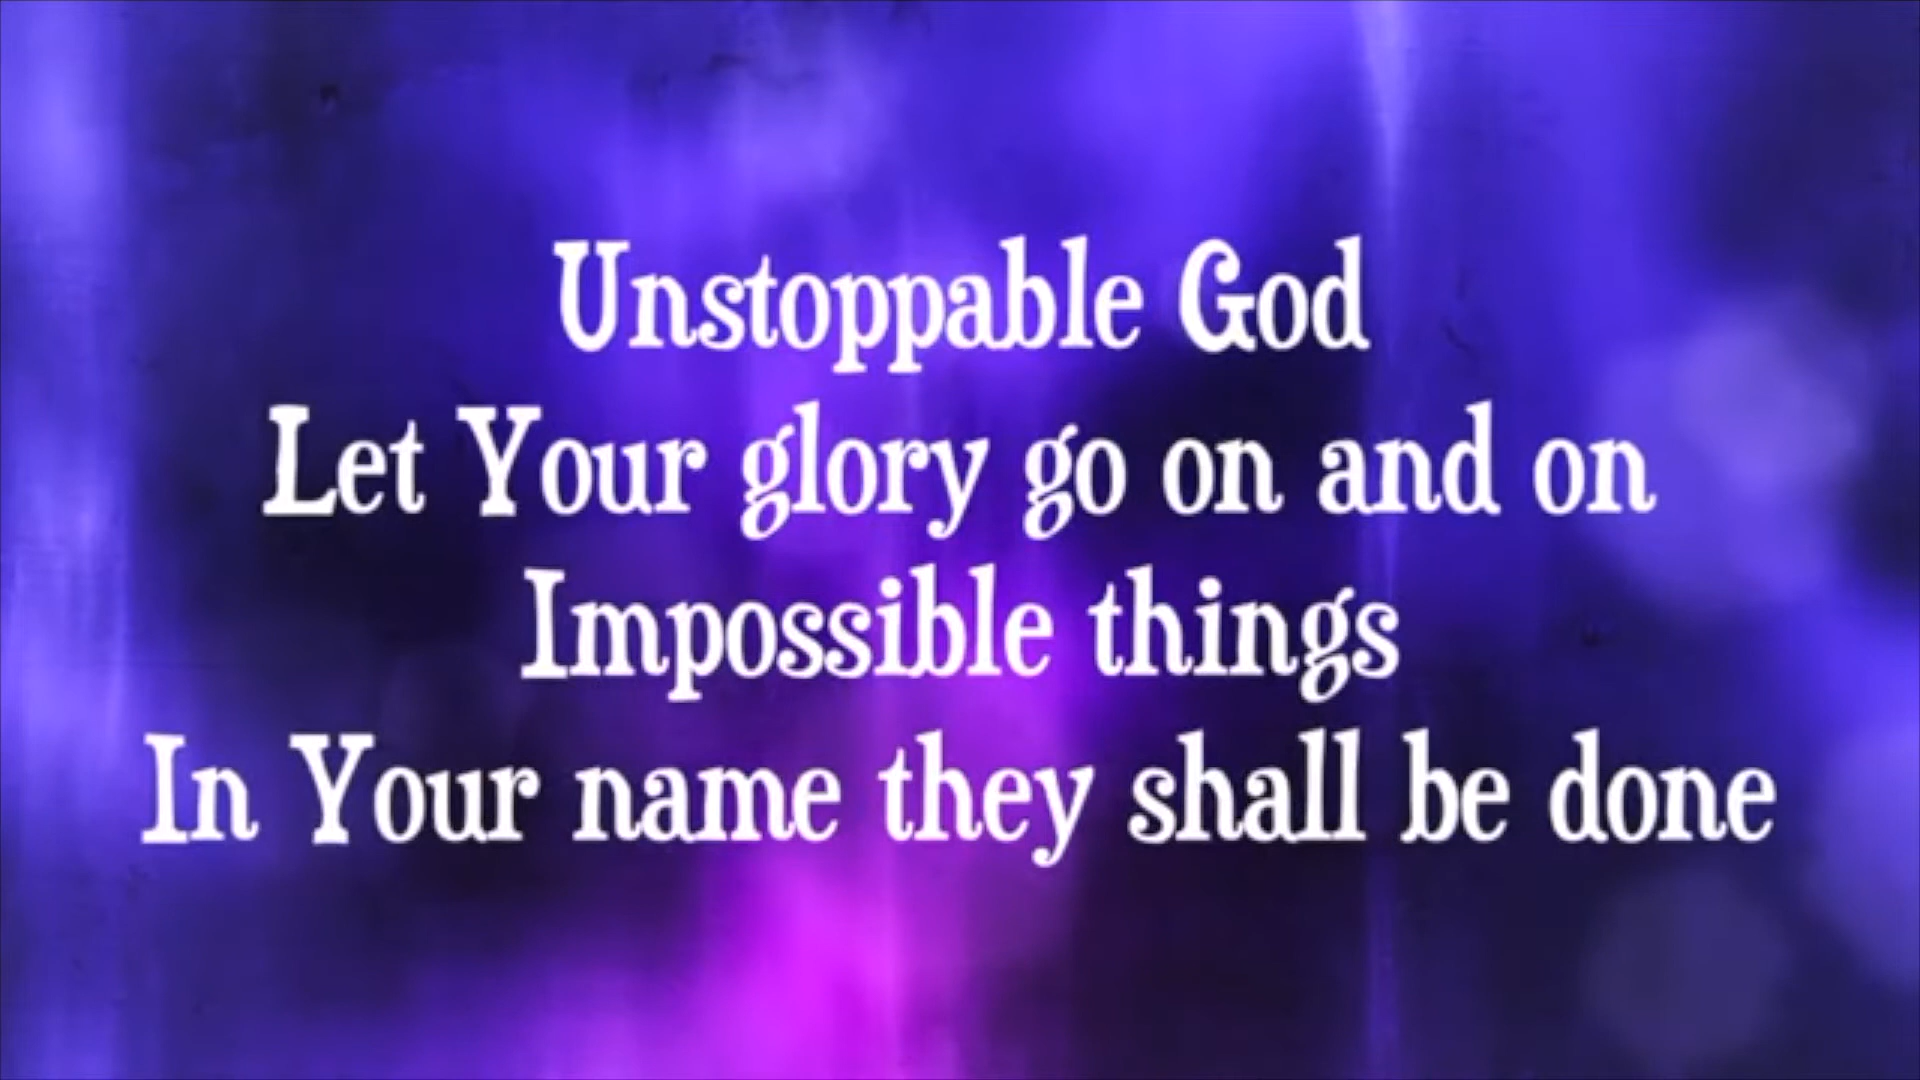 Unstoppable God
Let Your glory go on and on
Impossible things
In Your name they shall be done